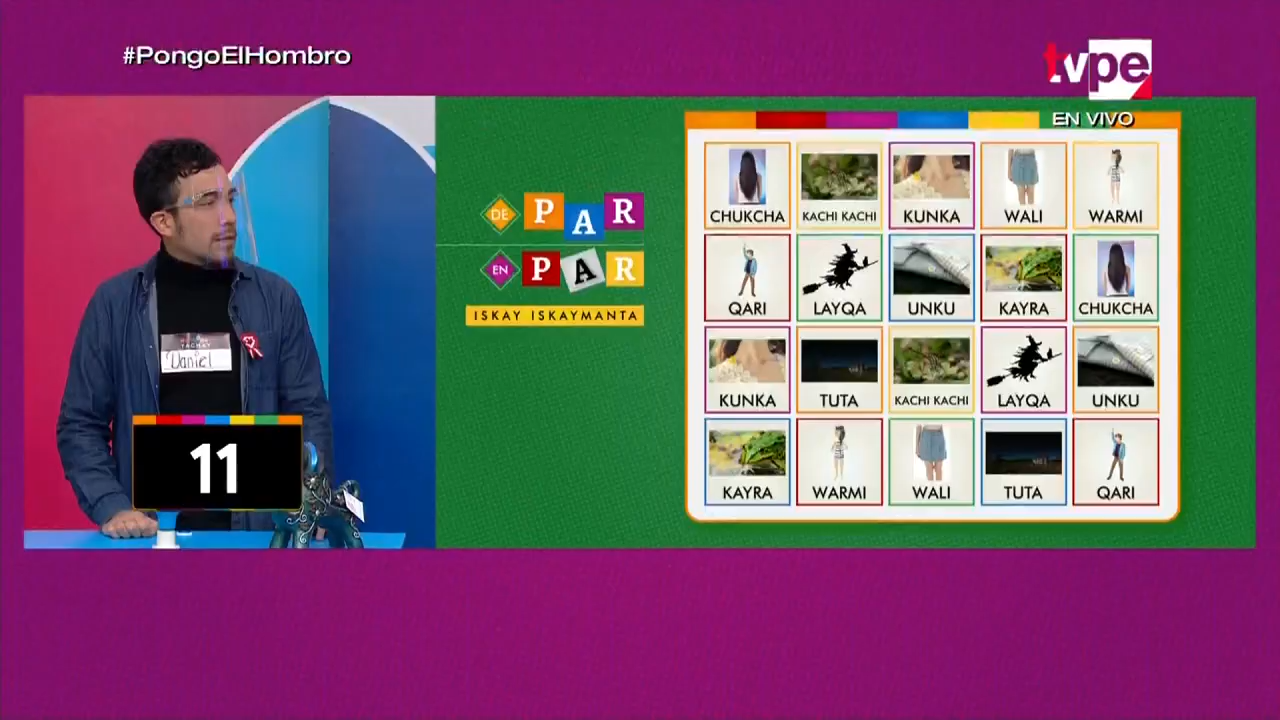 #PongoElHombro
tvpe
EN VIVO
DE PAR
EN PAR
ISKAY ISKAYMANTA
CHUKCHA KACHI KACHI KUNKA WALI WARMI
QARI LAYQA UNKU KAYRA CHUKCHA
KUNKA TUTA KACHI KACHI LAYQA UNKU
KAYRA WARMI WALI TUTA QARI
YACHAY
Daniel
11